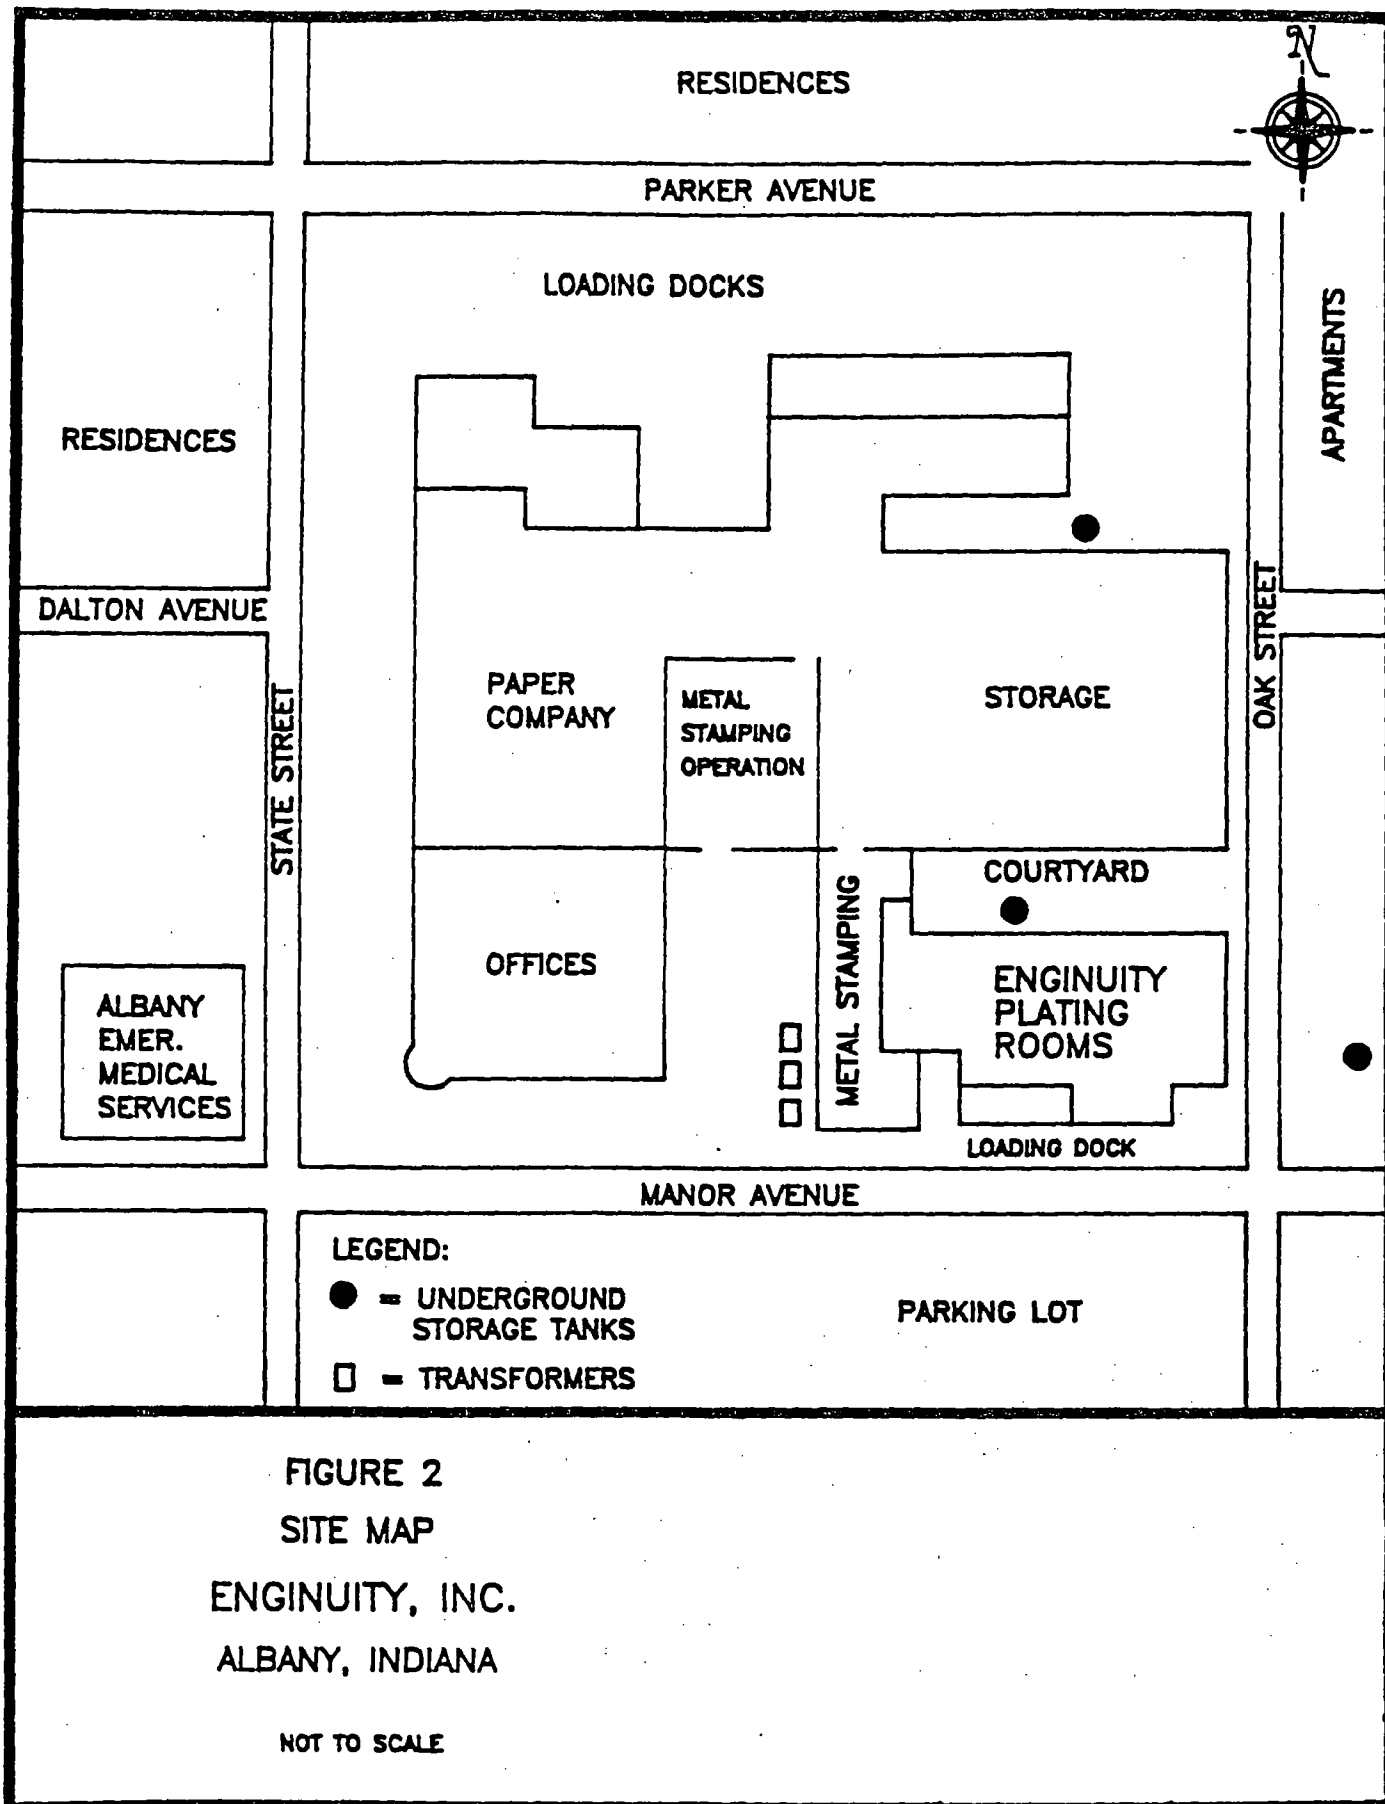 N
RESIDENCES
PARKER AVENUE
LOADING DOCKS
APARTMENTS
RESIDENCES
DALTON AVENUE
OAK STREET
STATE STREET
PAPER
COMPANY
METAL
STAMPING
OPERATION
STORAGE
COURTYARD
METAL STAMPING
OFFICES
ENGINUITY
PLATING
ROOMS
ALBANY
EMER.
MEDICAL
SERVICES
LOADING DOCK
MANOR AVENUE
LEGEND:
= UNDERGROUND
STORAGE TANKS
= TRANSFORMERS
PARKING LOT
FIGURE 2
SITE MAP
ENGINUITY, INC.
ALBANY, INDIANA
NOT TO SCALE